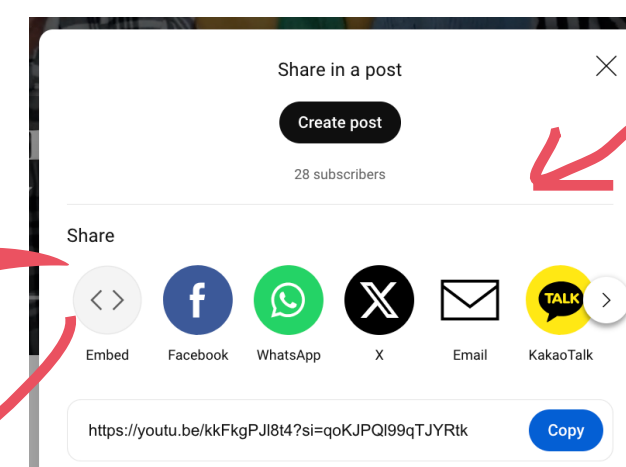 Share in a post
Create post
28 subscribers
Share
TALK
Embed
Facebook
WhatsApp
X
Email
KakaoTalk
https://youtu.be/kkFkgPJl8t4?si=qoKJPQl99qTJYRtk
Copy